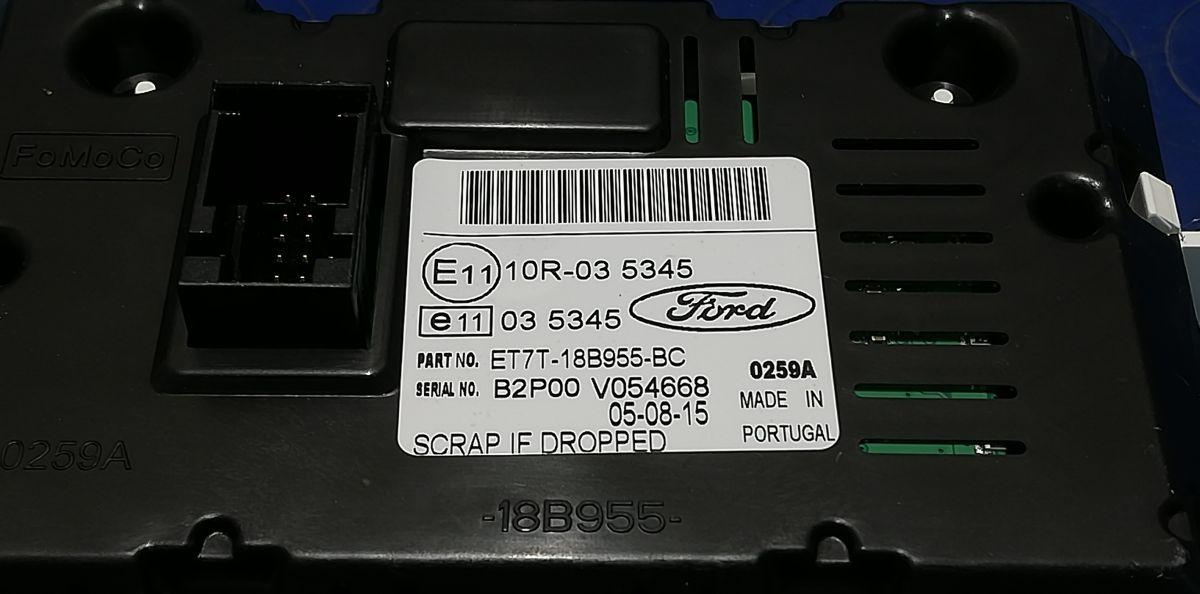 FoMoCo
E11 10R-03 5345
e11 03 5345
Ford
PART NO. ET7T-18B955-BC
SERIAL NO. B2P00 V054668
0259A
05-08-15
MADE IN
PORTUGAL
SCRAP IF DROPPED
0259A
-18B955-